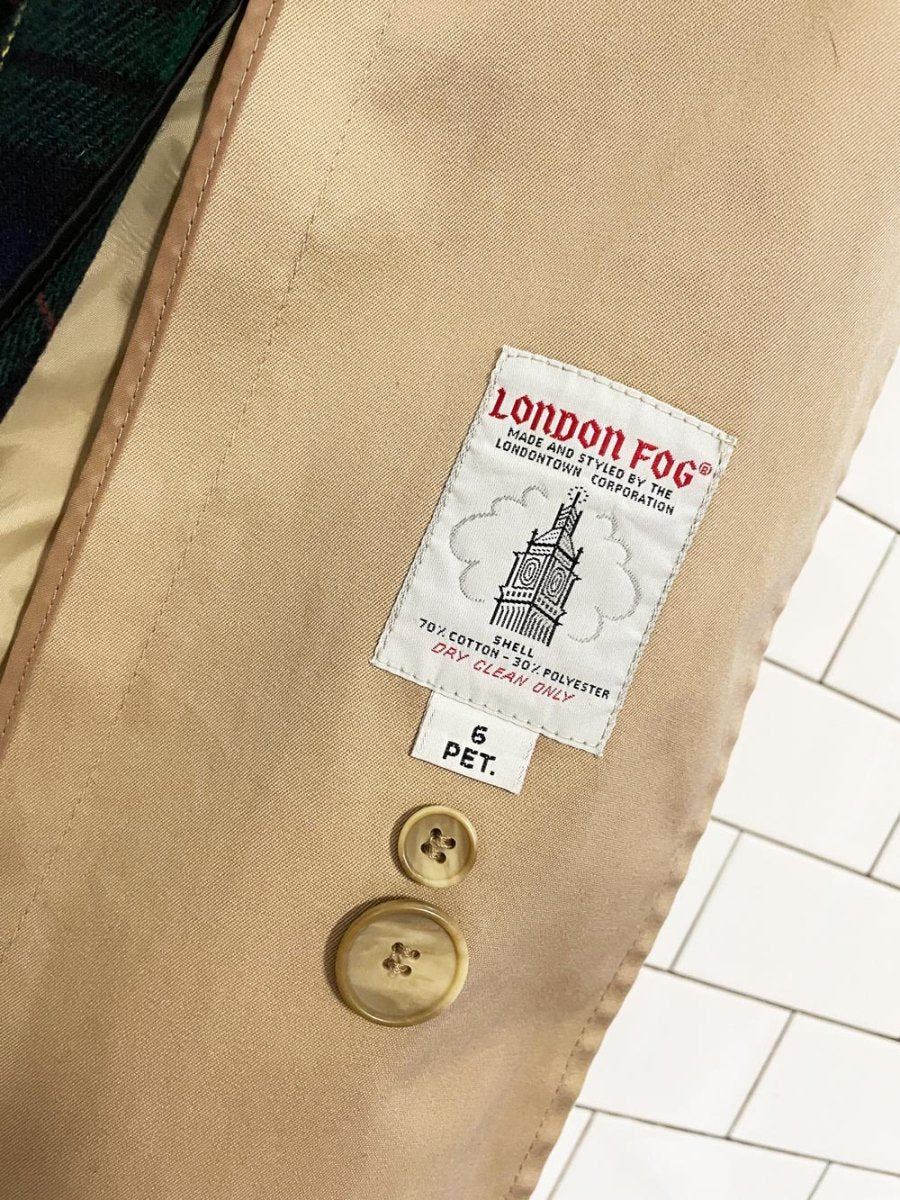 LONDON FOG®
MADE AND STYLED BY THE
LONDONTOWN CORPORATION
SHELL
70% COTTON - 30% POLYESTER
DRY CLEAN ONLY
6
PET.